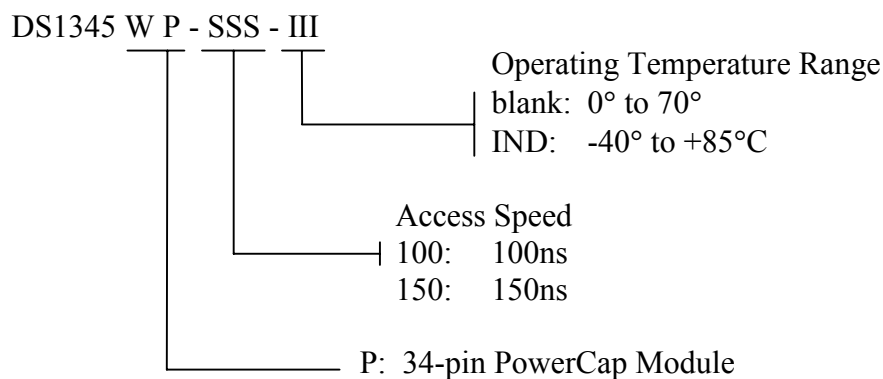 DS1345 W P - SSS - III
Operating Temperature Range
blank: 0° to 70°
IND: -40° to +85°C
Access Speed
100: 100ns
150: 150ns
P: 34-pin PowerCap Module